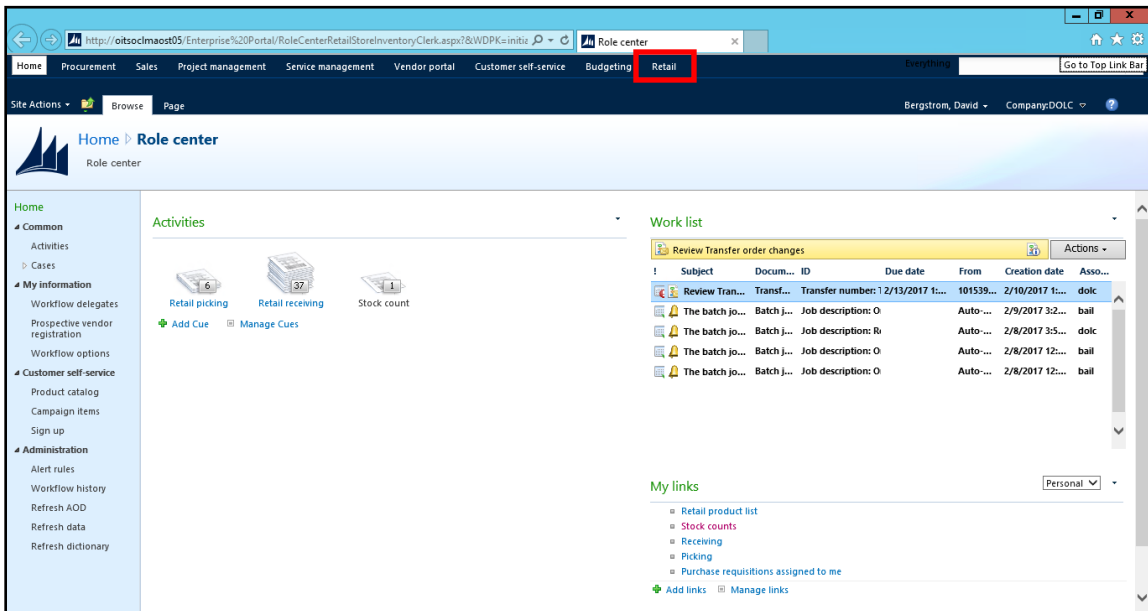 http://oitsoclmaost05/Enterprise%20Portal/RoleCenterRetailStoreInventoryClerk.aspx?&WDPK=initia
Role center
Home Procurement Sales Project management Service management Vendor portal Customer self-service Budgeting Retail Everything Go to Top Link Bar
Site Actions Browse Page Bergstrom, David Company:DOLC
Home Role center
Role center
Home
Common
Activities
Cases
My information
Workflow delegates
Prospective vendor
registration
Workflow options
Customer self-service
Product catalog
Campaign items
Sign up
Administration
Alert rules
Workflow history
Refresh AOD
Refresh data
Refresh dictionary
Activities
6 37 1
Retail picking Retail receiving Stock count
Add Cue Manage Cues
Work list
Review Transfer order changes Actions
! Subject Docum... ID Due date From Creation date Asso...
Review Tran... Transf... Transfer number: 1 2/13/2017 1:... 101539... 2/10/2017 1:... dolc
The batch jo... Batch j... Job description: O Auto-... 2/9/2017 3:2... bail
The batch jo... Batch j... Job description: Re Auto-... 2/8/2017 3:5... dolc
The batch jo... Batch j... Job description: O Auto-... 2/8/2017 12:... bail
The batch jo... Batch j... Job description: O Auto-... 2/8/2017 12:... bail
My links Personal
Retail product list
Stock counts
Receiving
Picking
Purchase requisitions assigned to me
Add links Manage links